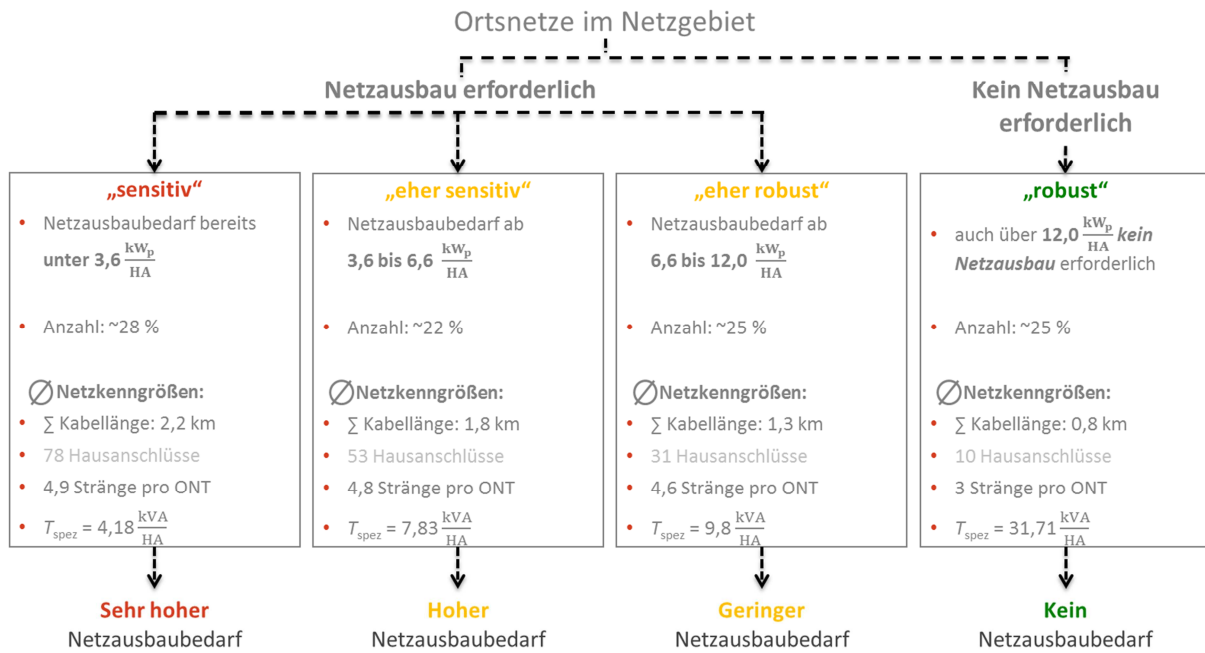 Ortsnetze im Netzgebiet
Netzausbau erforderlich
Kein Netzausbau
erforderlich
„sensitiv“
• Netzausbaubedarf bereits
unter 3,6 kWp/HA
• Anzahl: ~28 %
∅ Netzkenngrößen:
• ∑ Kabellänge: 2,2 km
• 78 Hausanschlüsse
• 4,9 Stränge pro ONT
• Tspez = 4,18 kVA/HA
Sehr hoher
Netzausbaubedarf
„eher sensitiv“
• Netzausbaubedarf ab
3,6 bis 6,6 kWp/HA
• Anzahl: ~22 %
∅ Netzkenngrößen:
• ∑ Kabellänge: 1,8 km
• 53 Hausanschlüsse
• 4,8 Stränge pro ONT
• Tspez = 7,83 kVA/HA
Hoher
Netzausbaubedarf
„eher robust“
• Netzausbaubedarf ab
6,6 bis 12,0 kWp/HA
• Anzahl: ~25 %
∅ Netzkenngrößen:
• ∑ Kabellänge: 1,3 km
• 31 Hausanschlüsse
• 4,6 Stränge pro ONT
• Tspez = 9,8 kVA/HA
Geringer
Netzausbaubedarf
„robust“
• auch über 12,0 kWp/HA kein
Netzausbau erforderlich
• Anzahl: ~25 %
∅ Netzkenngrößen:
• ∑ Kabellänge: 0,8 km
• 10 Hausanschlüsse
• 3 Stränge pro ONT
• Tspez = 31,71 kVA/HA
Kein
Netzausbaubedarf